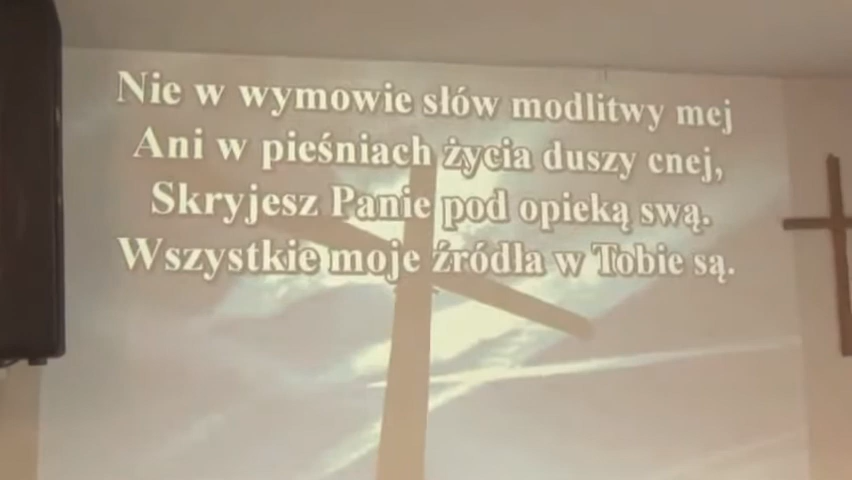 Nie w wymowie słów modlitwy mej
Ani w pieśniach życia duszy cnej,
Skryjesz Panie pod opieką swą.
Wszystkie moje źródła w Tobie są.